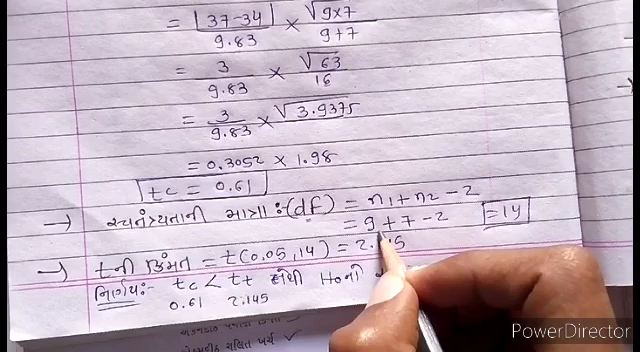 = |37-34| / 9.83 × √9×7 / 9+7
= 3 / 9.83 × √63 / 16
= 3 / 9.83 × √3.9375
= 0.3052 × 1.98
tc = 0.61
→ સ્વતંત્ર્યતાની માત્રા :- (df) = n1 + n2 - 2
= 9 + 7 - 2 = 14
→ tની કિંમત = t(0.05, 14) = 2.145
નિર્ણય:- tc < tt તેથી H0નો
0.61 2.145
PowerDirector